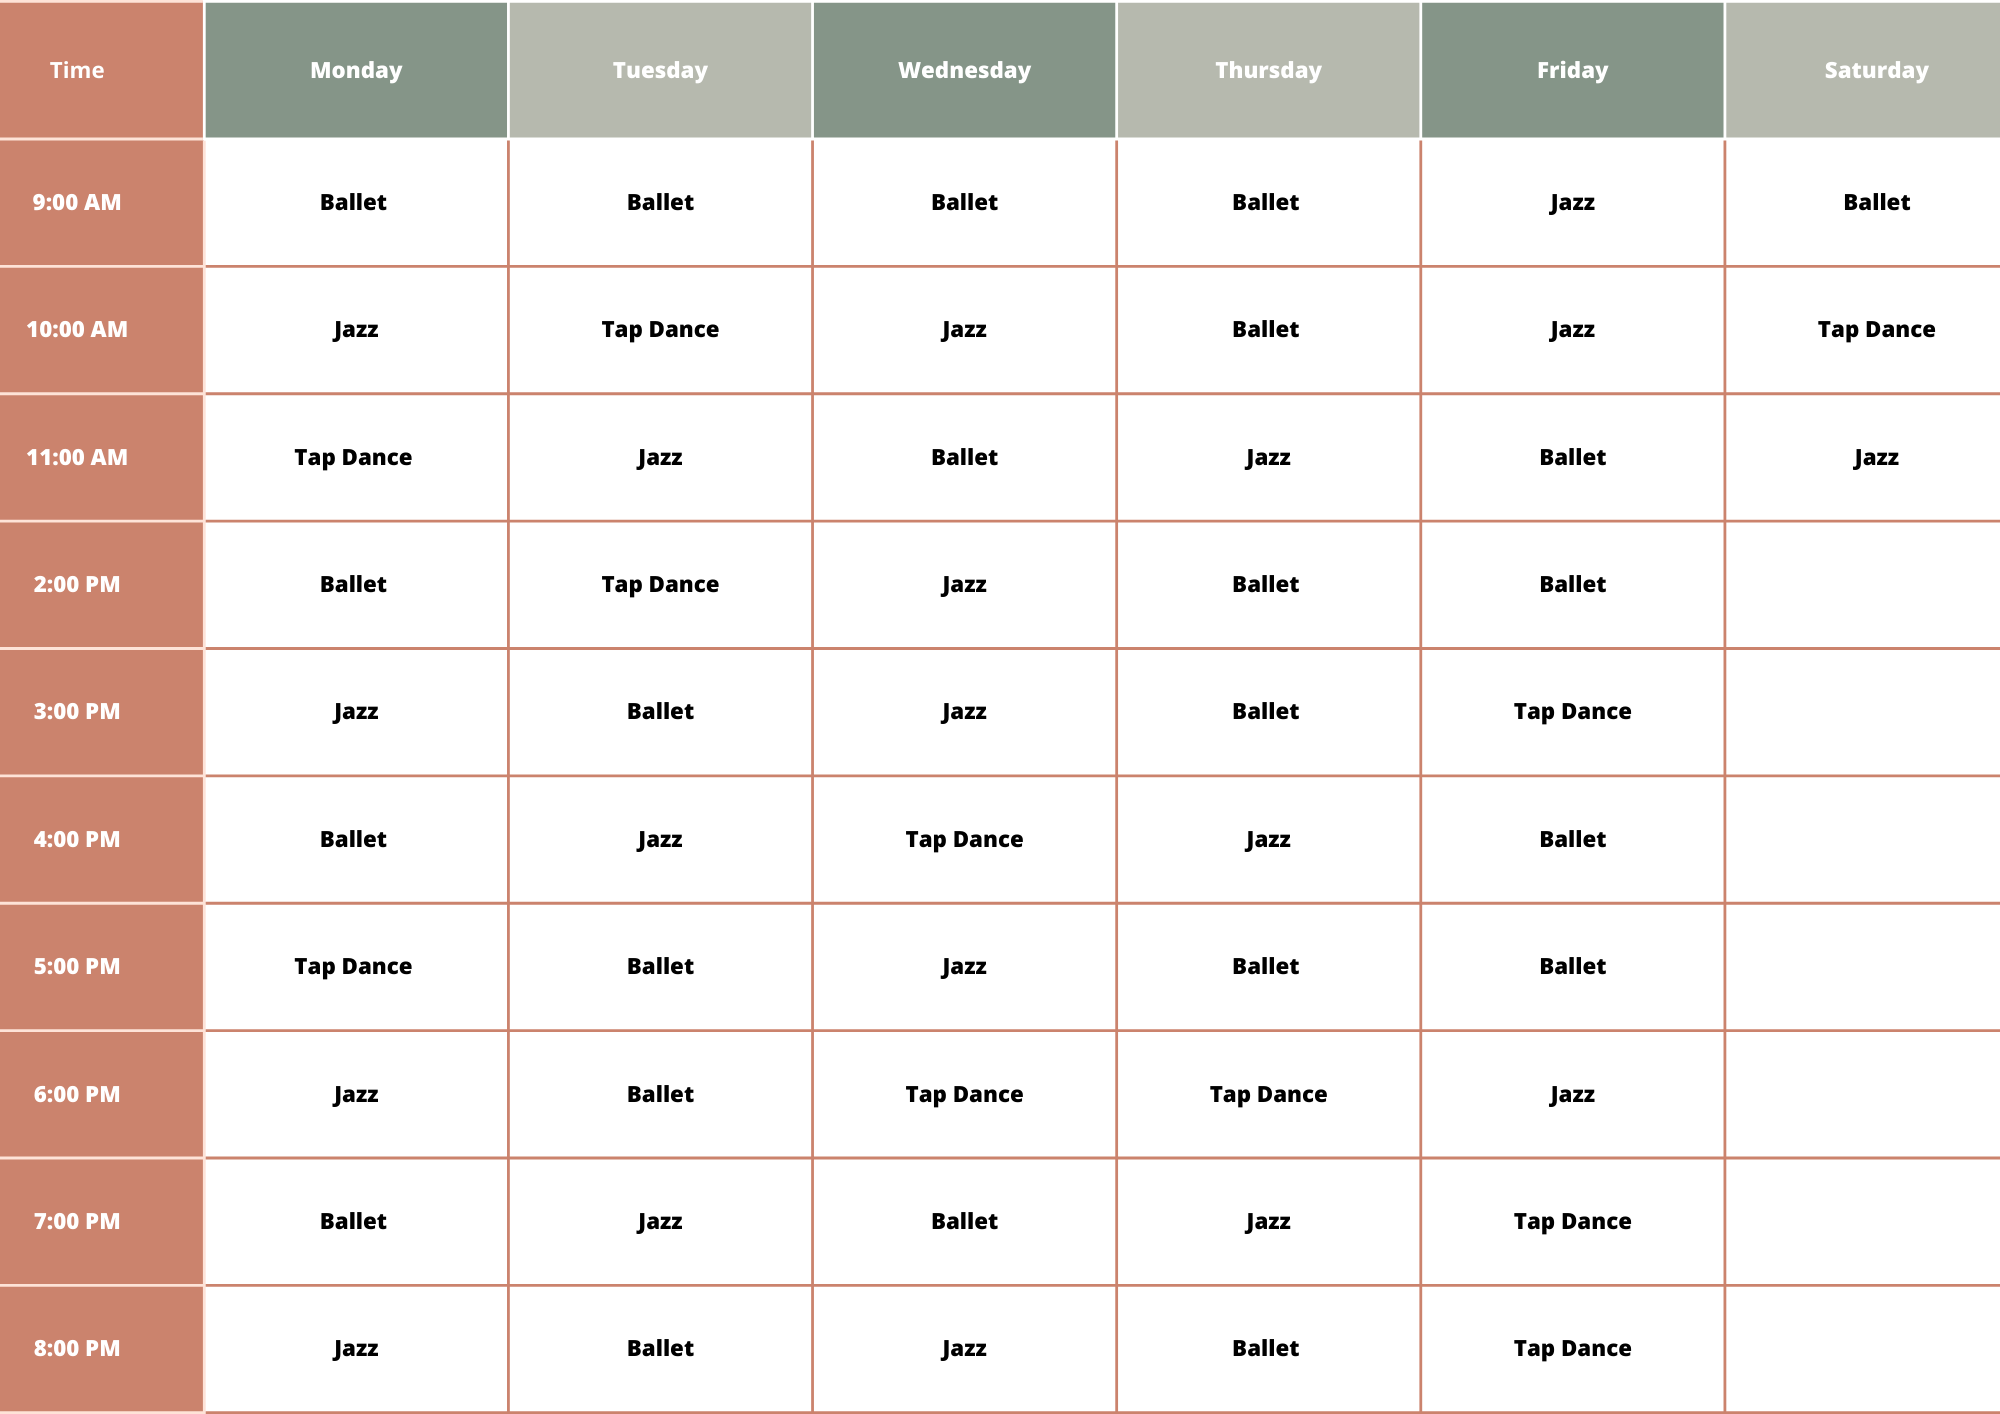 Time Monday Tuesday Wednesday Thursday Friday Saturday
9:00 AM Ballet Ballet Ballet Ballet Jazz Ballet
10:00 AM Jazz Tap Dance Jazz Ballet Jazz Tap Dance
11:00 AM Tap Dance Jazz Ballet Jazz Ballet Jazz
2:00 PM Ballet Tap Dance Jazz Ballet Ballet
3:00 PM Jazz Ballet Jazz Ballet Tap Dance
4:00 PM Ballet Jazz Tap Dance Jazz Ballet
5:00 PM Tap Dance Ballet Jazz Ballet Ballet
6:00 PM Jazz Ballet Tap Dance Tap Dance Jazz
7:00 PM Ballet Jazz Ballet Jazz Tap Dance
8:00 PM Jazz Ballet Jazz Ballet Tap Dance